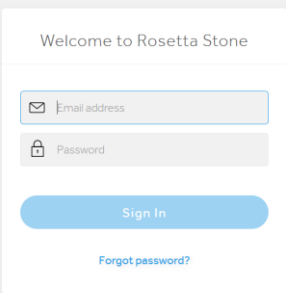 Welcome to Rosetta Stone
Email address
Password
Sign In
Forgot password?